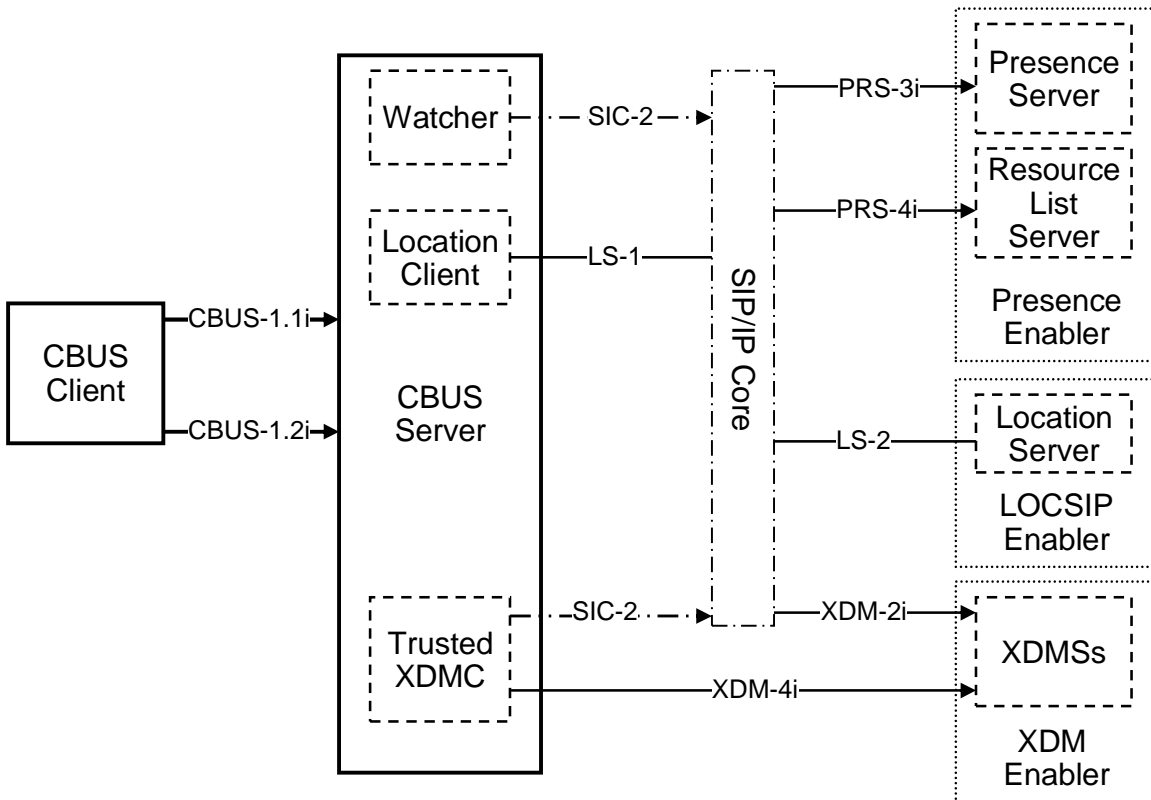 Watcher
SIC-2
PRS-3i
Presence
Server
Resource
List
Server
PRS-4i
Location
Client
LS-1
SIP/IP Core
Presence
Enabler
CBUS-1.1i
CBUS
Client
CBUS-1.2i
CBUS
Server
LS-2
Location
Server
LOCSIP
Enabler
Trusted
XDMC
SIC-2
XDM-2i
XDM-4i
XDMSs
XDM
Enabler